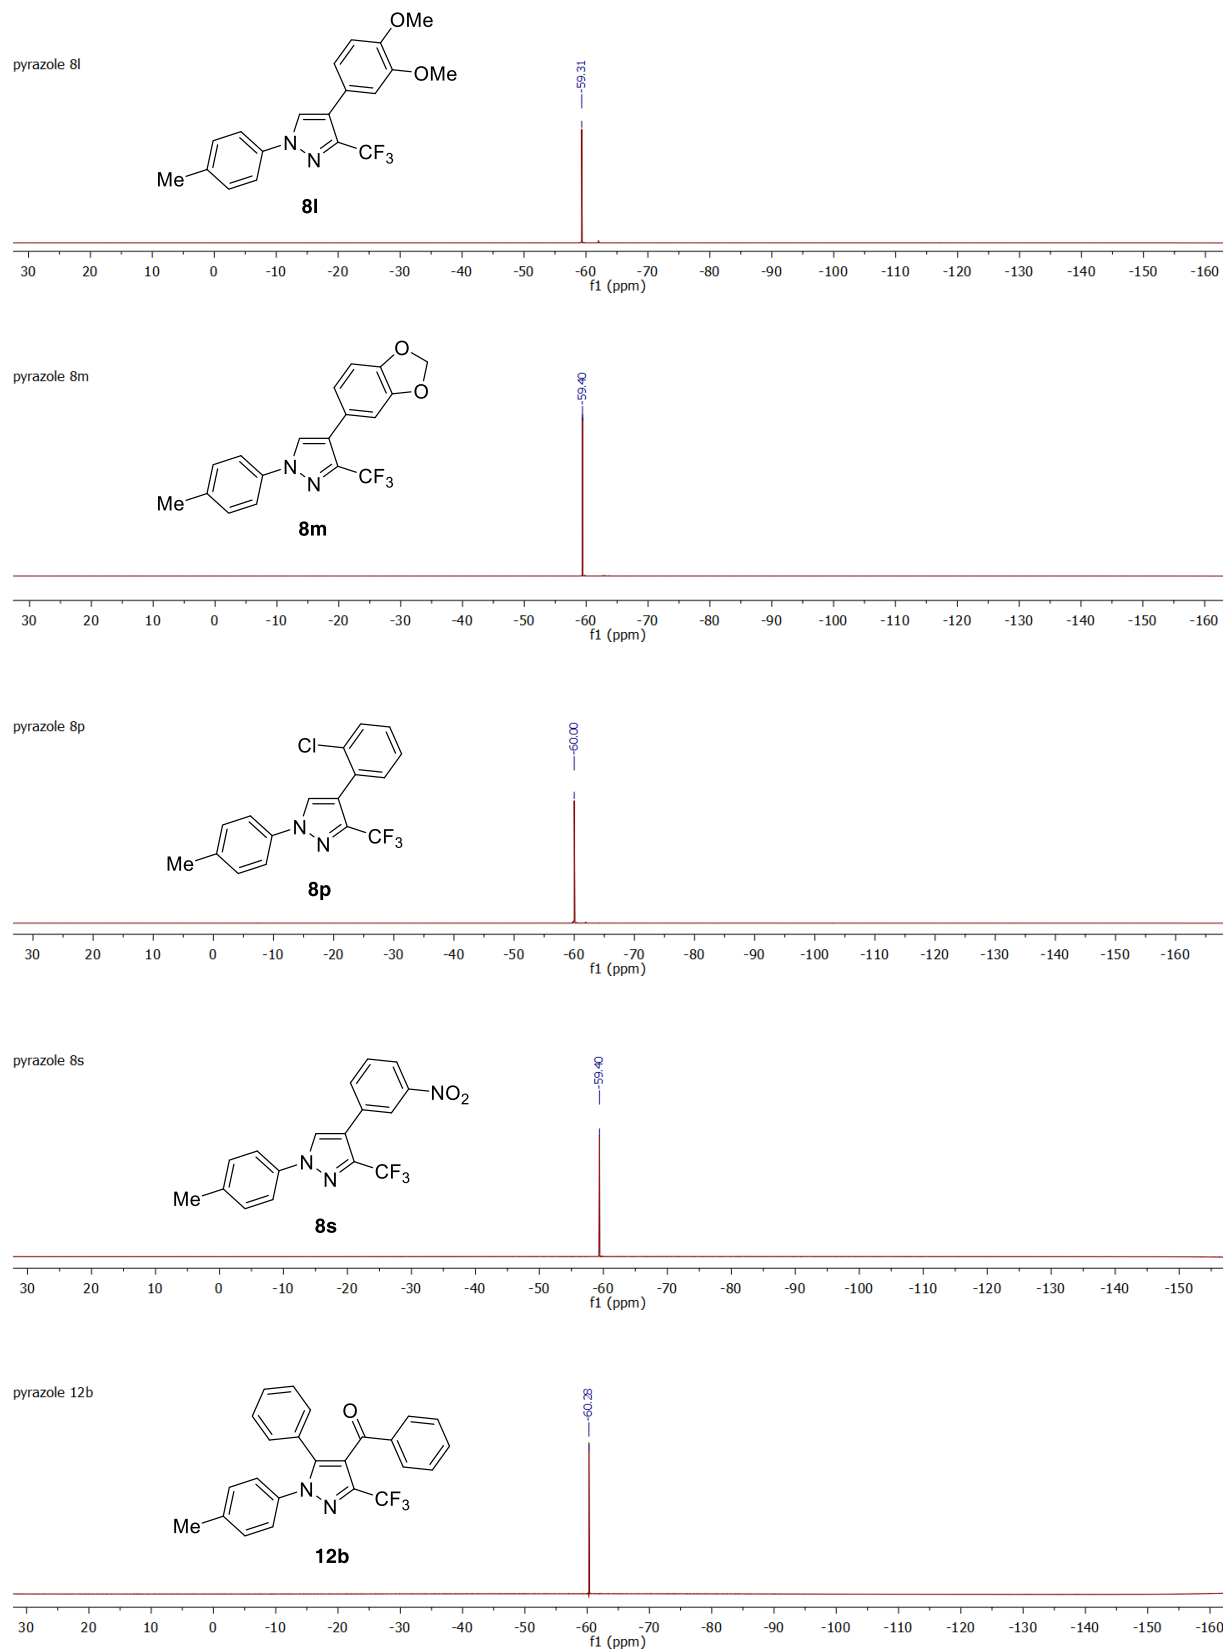 pyrazole 8l
OMe
OMe
N
N
CF3
Me
8l
-59.31
30 20 10 0 -10 -20 -30 -40 -50 -60 -70 -80 -90 -100 -110 -120 -130 -140 -150 -160
f1 (ppm)
pyrazole 8m
O
O
N
N
CF3
Me
8m
-59.40
30 20 10 0 -10 -20 -30 -40 -50 -60 -70 -80 -90 -100 -110 -120 -130 -140 -150 -160
f1 (ppm)
pyrazole 8p
Cl
N
N
CF3
Me
8p
-60.00
30 20 10 0 -10 -20 -30 -40 -50 -60 -70 -80 -90 -100 -110 -120 -130 -140 -150 -160
f1 (ppm)
pyrazole 8s
NO2
N
N
CF3
Me
8s
-59.40
30 20 10 0 -10 -20 -30 -40 -50 -60 -70 -80 -90 -100 -110 -120 -130 -140 -150
f1 (ppm)
pyrazole 12b
O
N
N
CF3
Me
12b
-60.28
30 20 10 0 -10 -20 -30 -40 -50 -60 -70 -80 -90 -100 -110 -120 -130 -140 -150 -160
f1 (ppm)